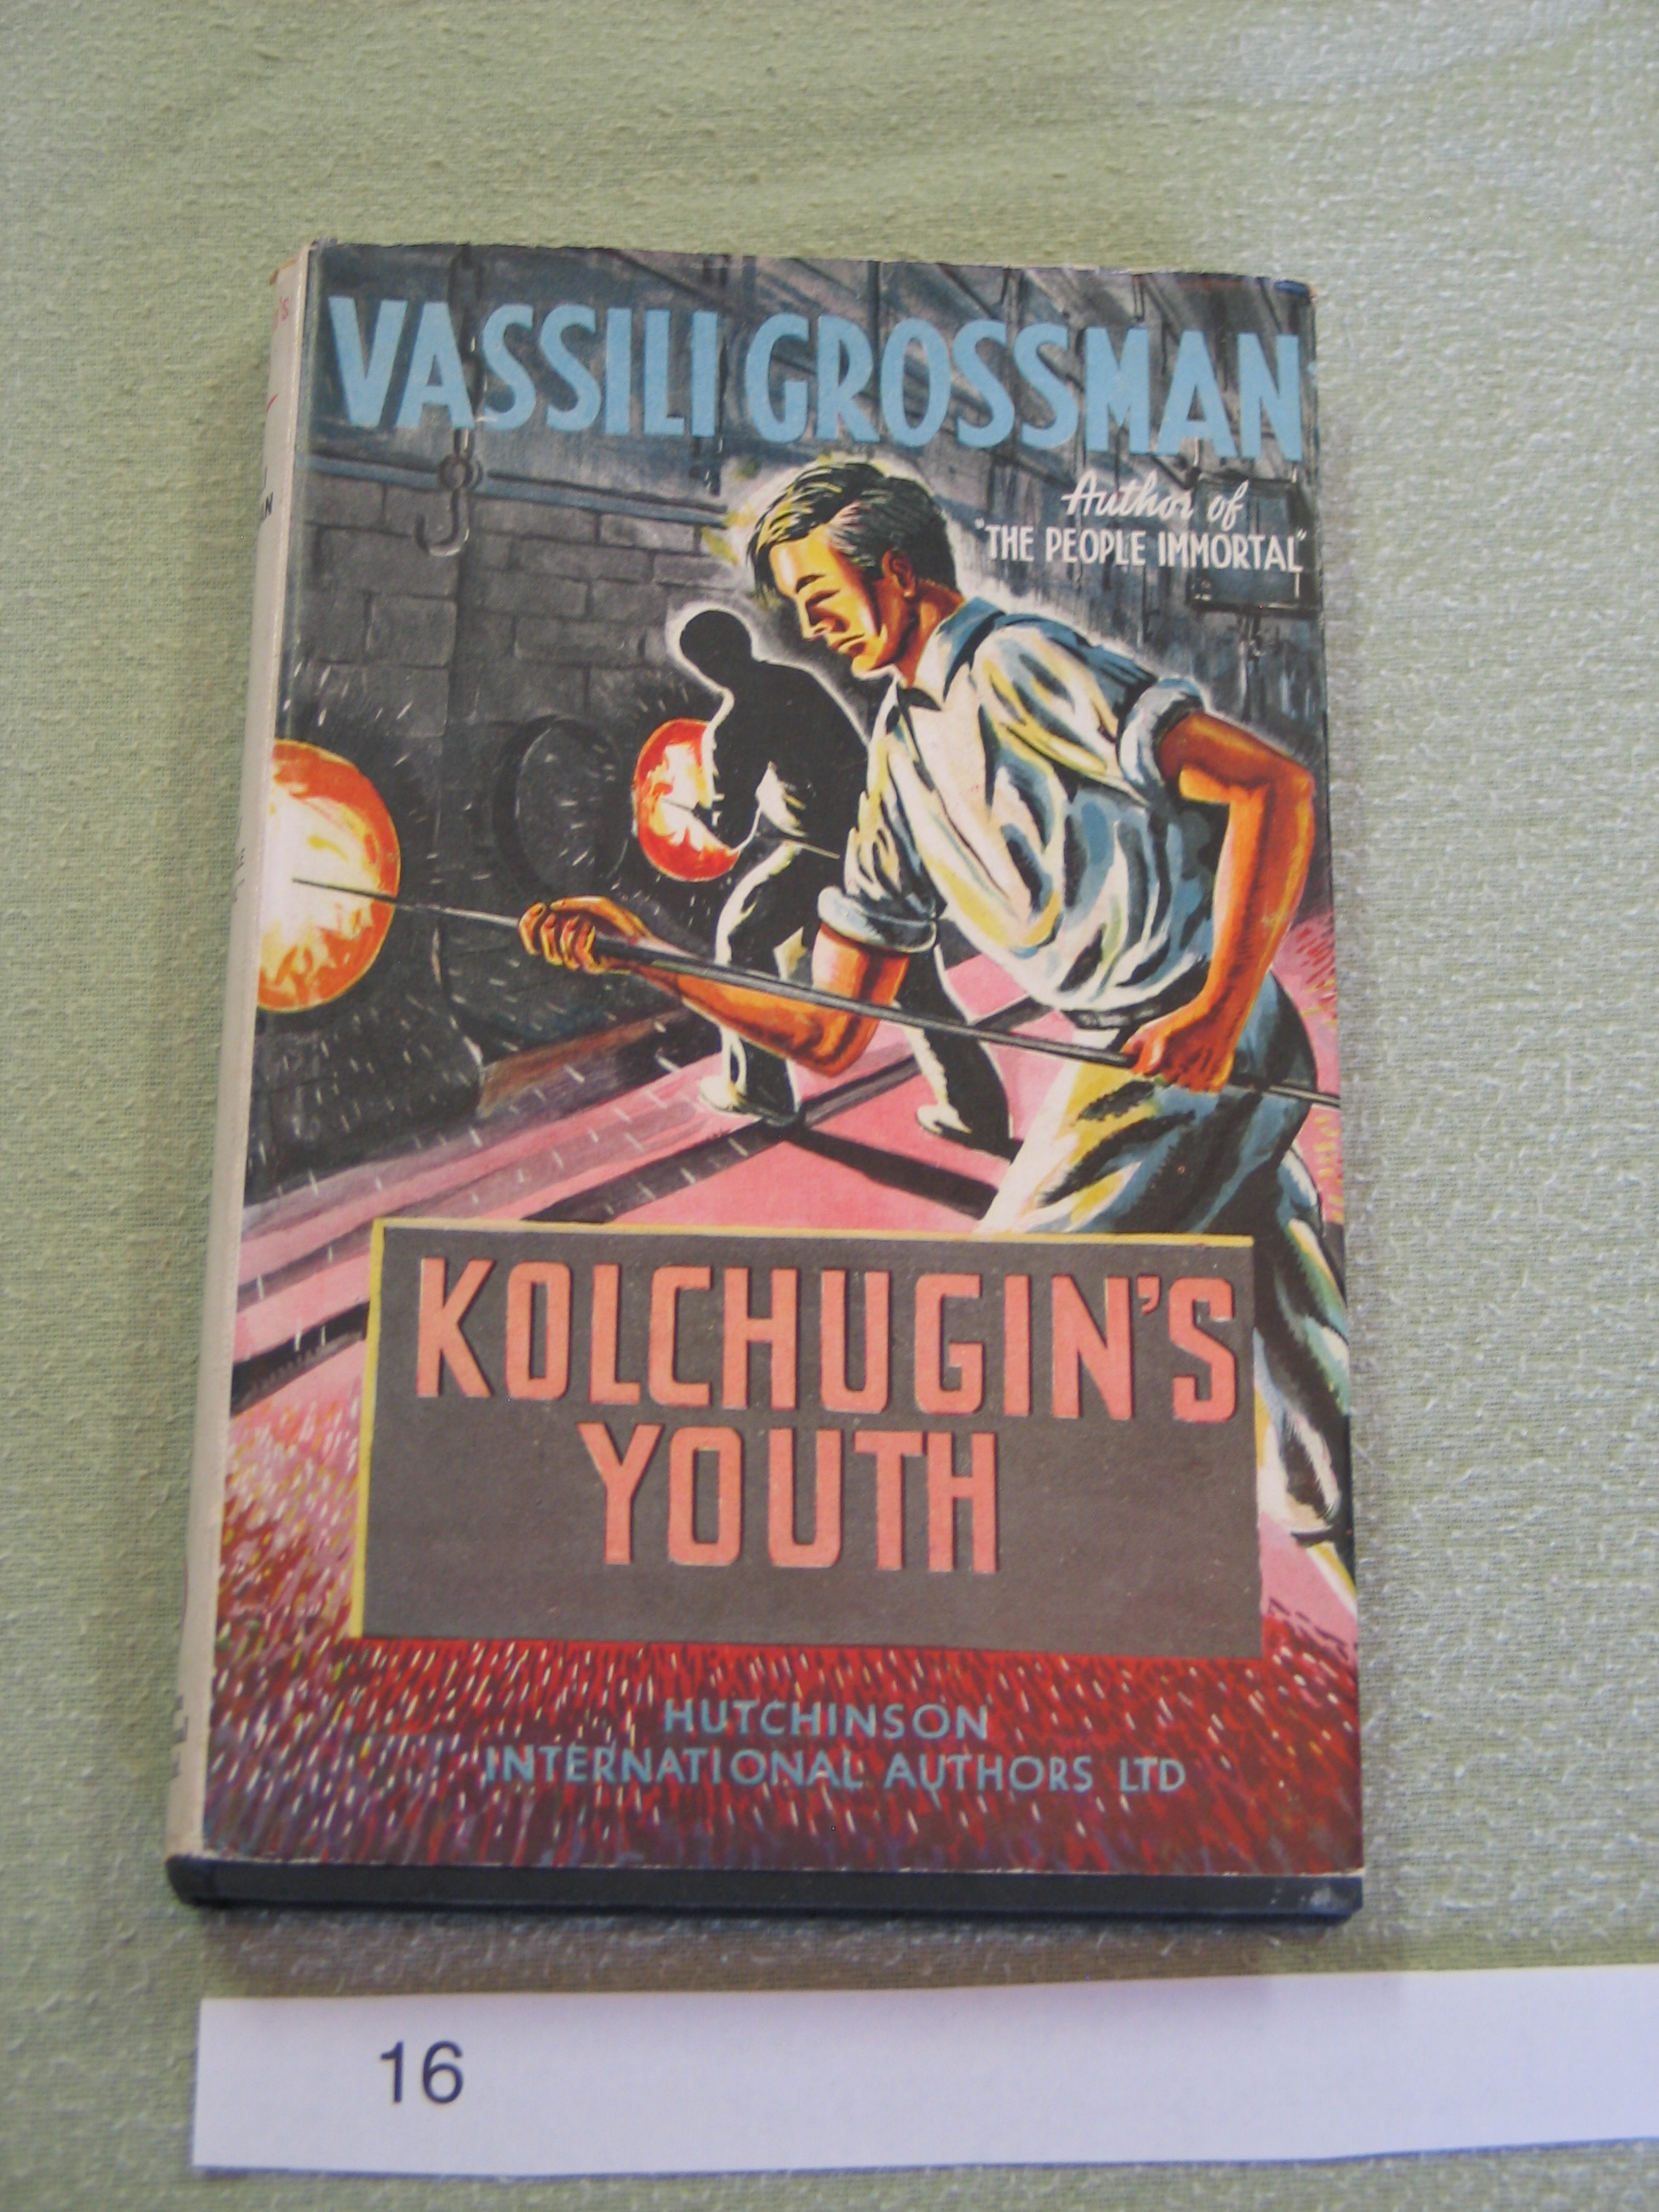 VASSILI GROSSMAN
Author of
"THE PEOPLE IMMORTAL"
KOLCHUGIN'S
YOUTH
HUTCHINSON
INTERNATIONAL AUTHORS LTD
16